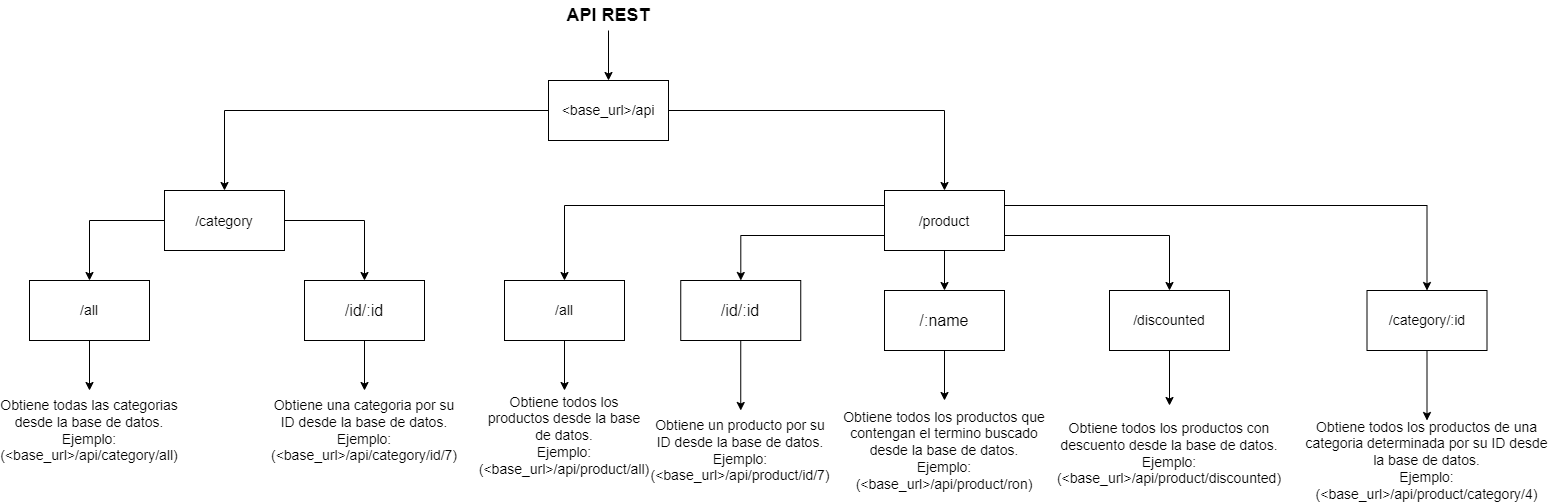 API REST
<base_url>/api
/category
/product
/all
/id/:id
/all
/id/:id
/:name
/discounted
/category/:id
Obtiene todas las categorias
desde la base de datos.
Ejemplo:
(<base_url>/api/category/all)
Obtiene una categoria por su
ID desde la base de datos.
Ejemplo:
(<base_url>/api/category/id/7)
Obtiene todos los
productos desde la base
de datos.
Ejemplo:
(<base_url>/api/product/all)
Obtiene un producto por su
ID desde la base de datos.
Ejemplo:
(<base_url>/api/product/id/7)
Obtiene todos los productos que
contengan el termino buscado
desde la base de datos.
Ejemplo:
(<base_url>/api/product/ron)
Obtiene todos los productos con
descuento desde la base de datos.
Ejemplo:
(<base_url>/api/product/discounted)
Obtiene todos los productos de una
categoria determinada por su ID desde
la base de datos.
Ejemplo:
(<base_url>/api/product/category/4)